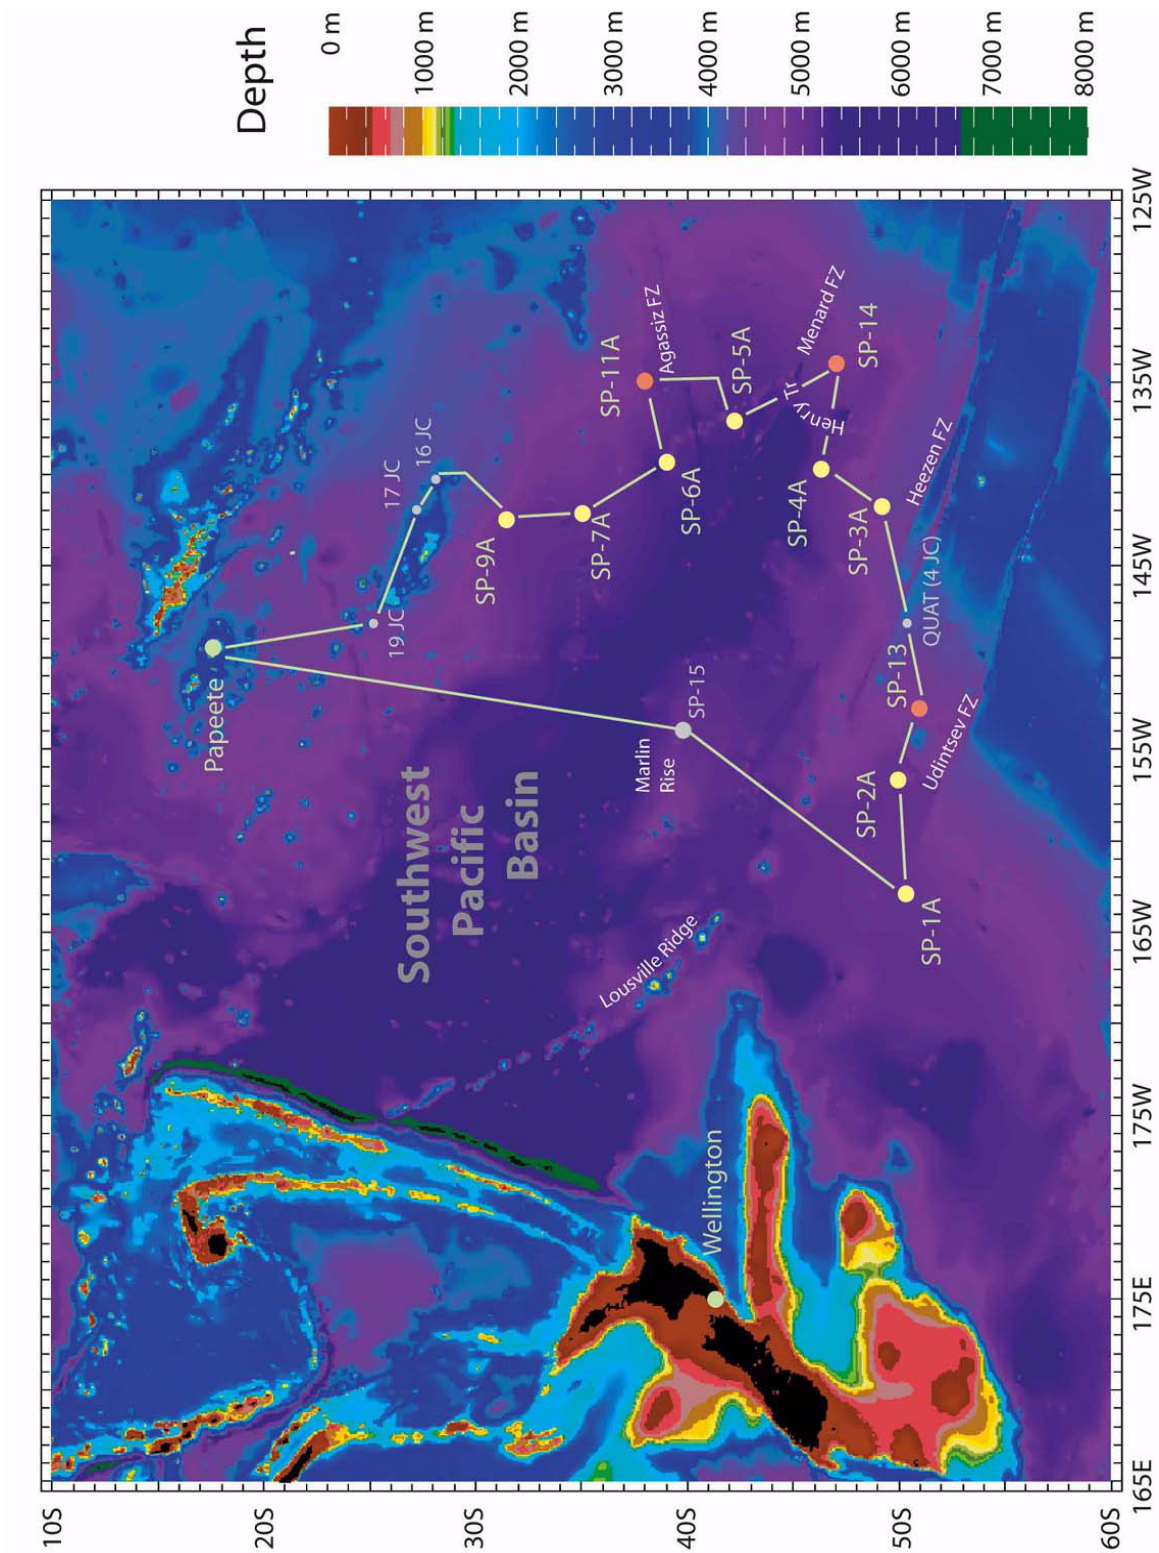 Depth
0 m
1000 m
2000 m
3000 m
4000 m
5000 m
6000 m
7000 m
8000 m
10S
20S
30S
40S
50S
60S
165E
175E
175W
165W
155W
145W
135W
125W
Papeete
19 JC
17 JC
16 JC
SP-9A
SP-7A
SP-6A
SP-11A
Agassiz FZ
SP-5A
Menard FZ
Henry Tr
SP-14
SP-4A
SP-3A
Heezen FZ
QUAT (4 JC)
SP-13
Udintsev FZ
SP-2A
SP-1A
SP-15
Marlin
Rise
Southwest
Pacific
Basin
Lousville Ridge
Wellington